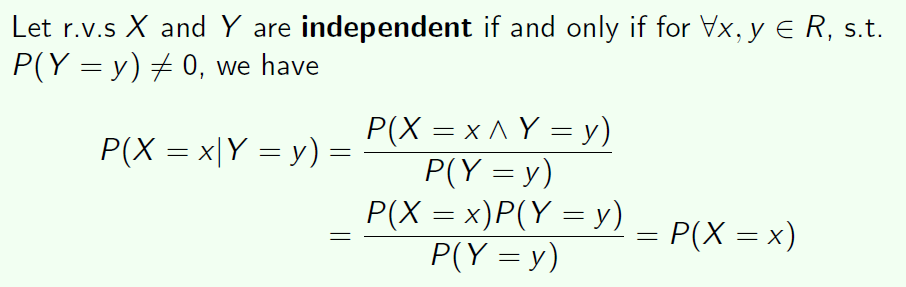 Let r.v.s X and Y are independent if and only if for ∀x, y ∈ R, s.t.
P(Y = y) ≠ 0, we have
P(X = x|Y = y) = P(X = x ∧ Y = y) / P(Y = y)
= P(X = x)P(Y = y) / P(Y = y) = P(X = x)